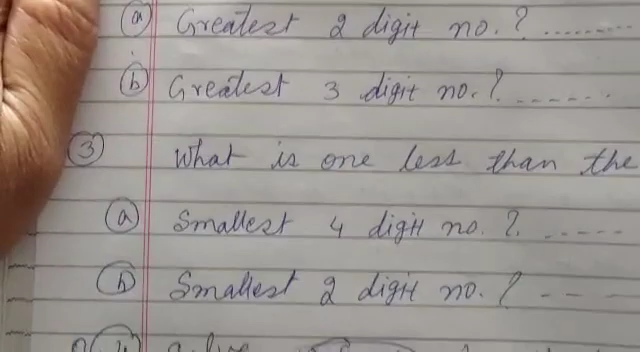 (a) Greatest 2 digit no.? .........
(b) Greatest 3 digit no.? ------.
(3) What is one less than the
(a) Smallest 4 digit no.? .-----
(b) Smallest 2 digit no.? - - -